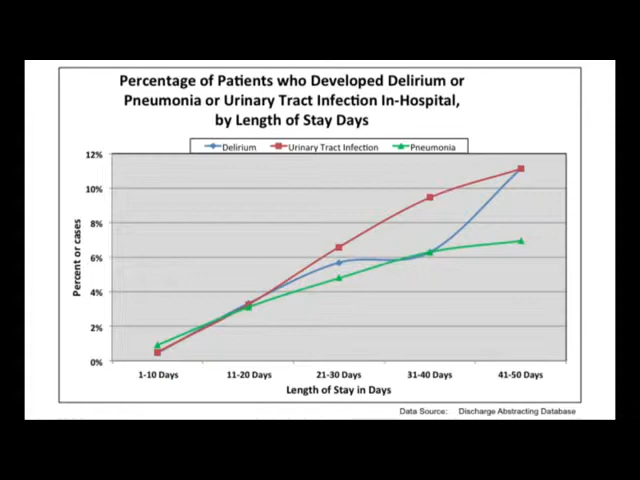 Percentage of Patients who Developed Delirium or
Pneumonia or Urinary Tract Infection In-Hospital,
by Length of Stay Days
Delirium Urinary Tract Infection Pneumonia
12%
10%
8%
6%
4%
2%
0%
Percent or cases
1-10 Days 11-20 Days 21-30 Days 31-40 Days 41-50 Days
Length of Stay in Days
Data Source: Discharge Abstracting Database